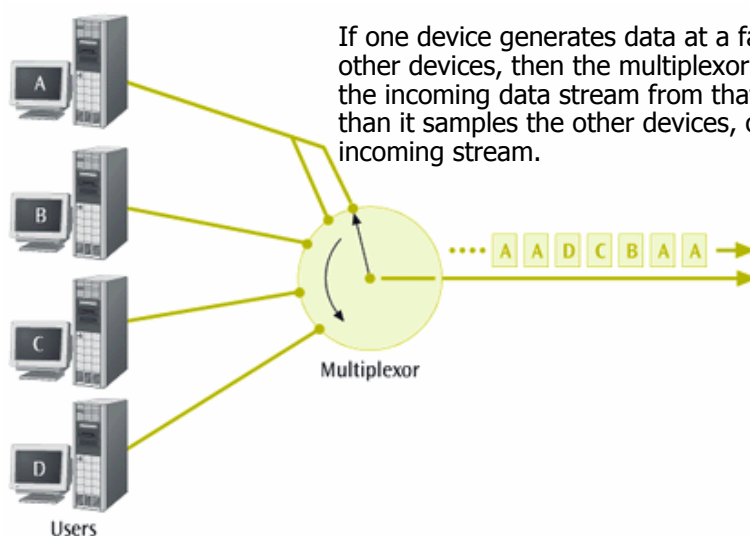 If one device generates data at a fa
other devices, then the multiplexor
the incoming data stream from that
than it samples the other devices, o
incoming stream.
A
B
C
D
Users
Multiplexor
A A D C B A A